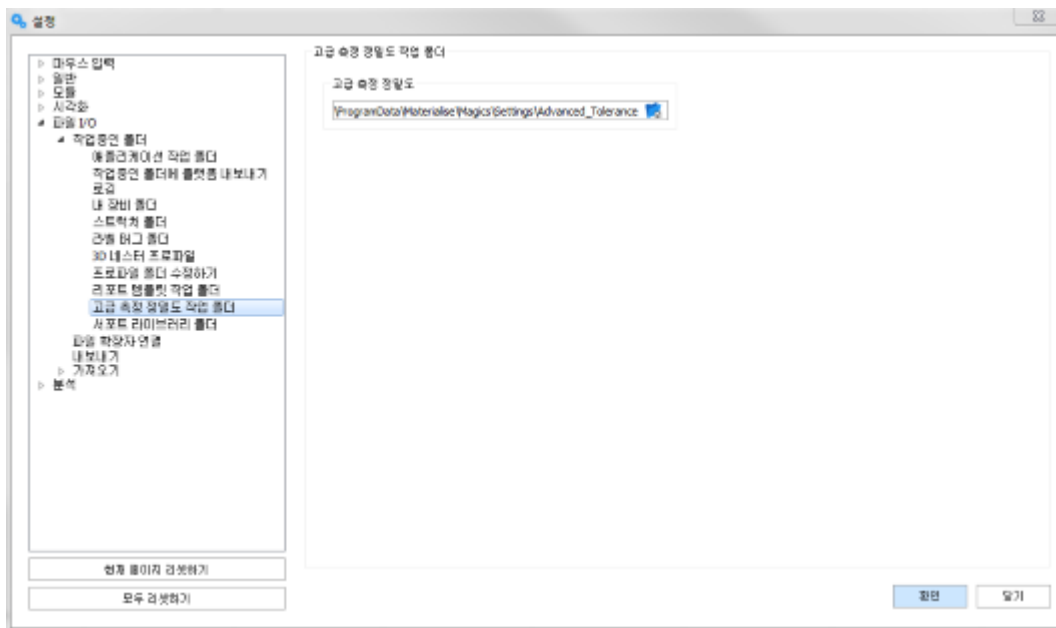 설정
마우스 입력
일반
모듈
시각화
파일 I/O
작업중인 폴더
애플리케이션 작업 폴더
작업중인 폴더에 플랫폼 내보내기
로깅
내 장비 폴더
스트럭처 폴더
라벨 태그 폴더
3D 네스터 프로파일
프로파일 폴더 수정하기
리포트 템플릿 작업 폴더
고급 측정 정밀도 작업 폴더
서포트 라이브러리 폴더
파일 확장자 연결
내보내기
가져오기
분석
현재 페이지 리셋하기
모두 리셋하기
고급 측정 정밀도 작업 폴더
고급 측정 정밀도
\ProgramData\Materialise\Magics\Settings\Advanced_Tolerance
확인
닫기